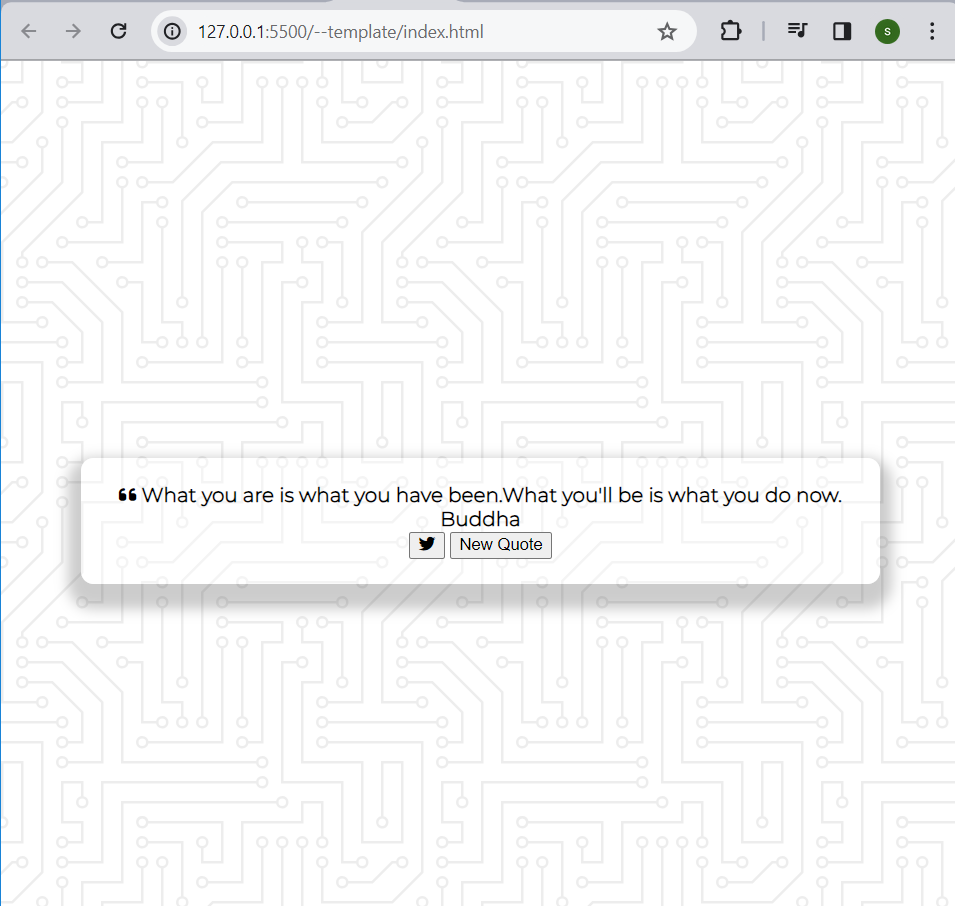 127.0.0.1:5500/--template/index.html
S
What you are is what you have been.What you'll be is what you do now.
Buddha
New Quote